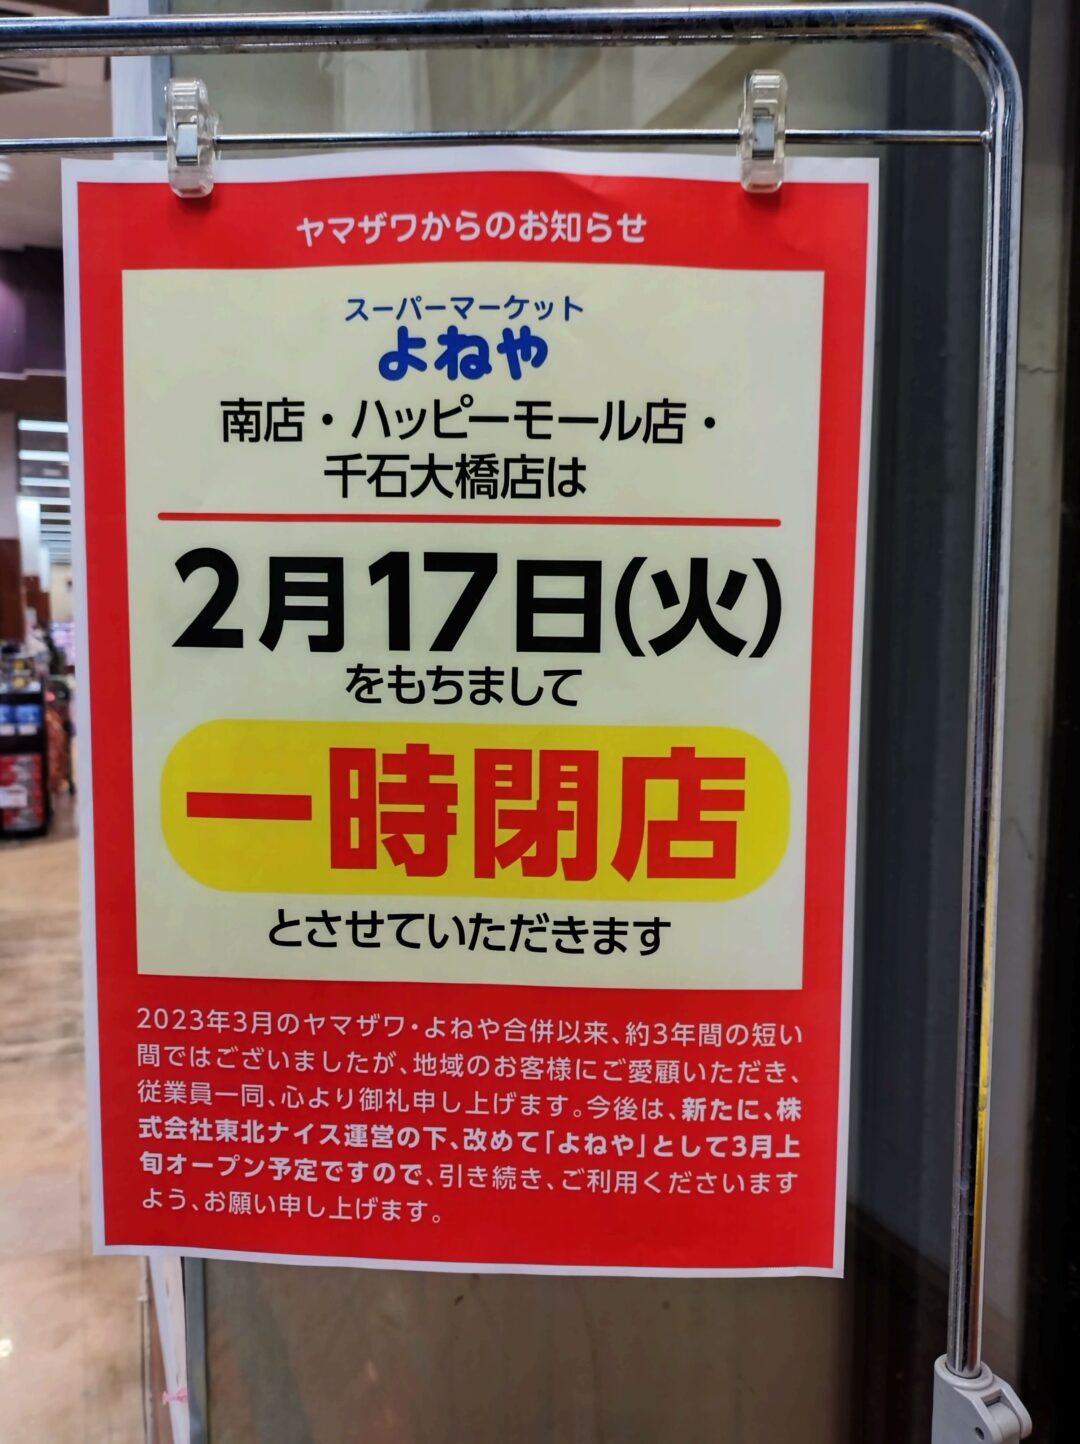 ヤマザワからのお知らせ
スーパーマーケット
よねや
南店・ハッピーモール店・
千石大橋店は
2月17日(火)
をもちまして
一時閉店
とさせていただきます
2023年3月のヤマザワ・よねや合併以来、約3年間の短い
間ではございましたが、地域のお客様にご愛顧いただき、
従業員一同、心より御礼申し上げます。今後は、新たに、株
式会社東北ナイス運営の下、改めて「よねや」として3月上
旬オープン予定ですので、引き続き、ご利用くださいます
よう、お願い申し上げます。